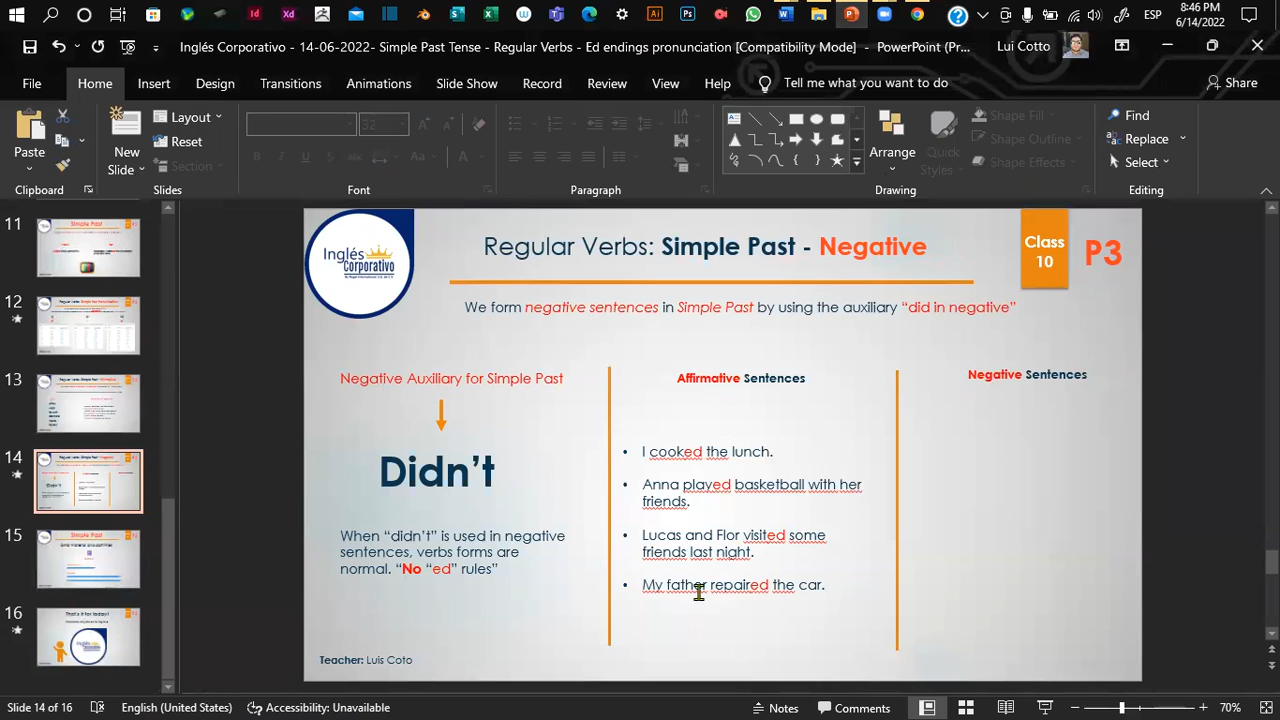 8:46 PM
ESP
6/14/2022
Inglés Corporativo - 14-06-2022- Simple Past Tense - Regular Verbs - Ed endings pronunciation [Compatibility Mode] - PowerPoint (Pr...
Lui Cotto
File Home Insert Design Transitions Animations Slide Show Record Review View Help Tell me what you want to do Share
Paste
New
Slide
Layout
Reset
Section
32
Arrange
Quick
Styles
Shape Fill
Shape Outline
Shape Effects
Find
Replace
Select
Clipboard Slides Font Paragraph Drawing Editing
11
12
13
14
15
16
Inglés
Corporativo
Regular Verbs: Simple Past - Negative
Class
10
P3
We form negative sentences in Simple Past by using the auxiliary “did in negative”
Negative Auxiliary for Simple Past
Didn’t
When “didn’t” is used in negative
sentences, verbs forms are
normal. “No “ed” rules”
Affirmative Sentences
• I cooked the lunch.
• Anna played basketball with her
friends.
• Lucas and Flor visited some
friends last night.
• My father repaired the car.
Negative Sentences
Teacher: Luis Coto
Slide 14 of 16 English (United States) Accessibility: Unavailable Notes Comments 70%